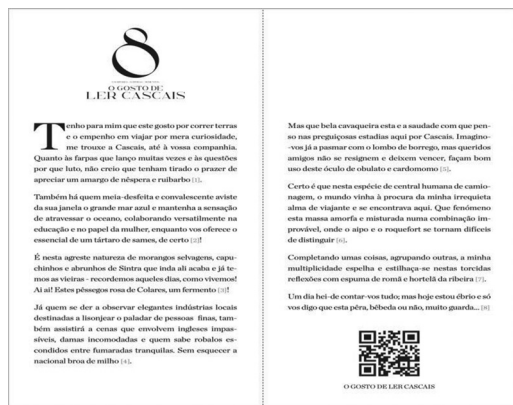 8
O GOSTO DE
LER CASCAIS
Tenho para mim que este gosto por correr terras
e o empenho em viajar por mera curiosidade,
me trouxe a Cascais, até à vossa companhia.
Quanto às farpas que lanço muitas vezes e às questões
por que luto, não creio que tenham tirado o prazer de
apreciar um amargo de nêspera e ruibarbo [1].
Também há quem meia-desfeita e convalescente aviste
da sua janela o grande mar azul e mantenha a sensação
de atravessar o oceano, colaborando versatilmente na
educação e no papel da mulher, enquanto vos oferece o
essencial de um tártaro de sames, de certo [2]!
É nesta agreste natureza de morangos selvagens, capu-
chinhos e abrunhos de Sintra que inda ali acaba e já te-
mos as vieiras - recordemos aqueles dias, como vivemos!
Ai ai! Estes pêssegos rosa de Colares, um fermento [3]!
Já quem se der a observar elegantes indústrias locais
destinadas a lisonjear o paladar de pessoas finas, tam-
bém assistirá a cenas que envolvem ingleses impas-
síveis, damas incomodadas e quem sabe robalos es-
condidos entre fumaradas tranquilas. Sem esquecer a
nacional broa de milho [4].
Mas que bela cavaqueira esta e a saudade com que pen-
so nas preguiçosas estadias aqui por Cascais. Imagino-
-vos já a pasmar com o lombo de borrego, mas queridos
amigos não se resignem e deixem vencer, façam bom
uso deste óculo de obulato e cardomomo [5].
Certo é que nesta espécie de central humana de camio-
nagem, o mundo vinha à procura da minha irrequieta
alma de viajante e se encontrava aqui. Que fenómeno
esta massa amorfa e misturada numa combinação im-
provável, onde o aipo e o roquefort se tornam difíceis
de distinguir [6].
Completando umas coisas, agrupando outras, a minha
multiplicidade espelha e estilhaça-se nestas torcidas
reflexões com espuma de romã e hortelã da ribeira [7].
Um dia hei-de contar-vos tudo; mas hoje estou ébrio e só
vos digo que esta pêra, bêbeda ou não, muito guarda... [8]
O GOSTO DE LER CASCAIS